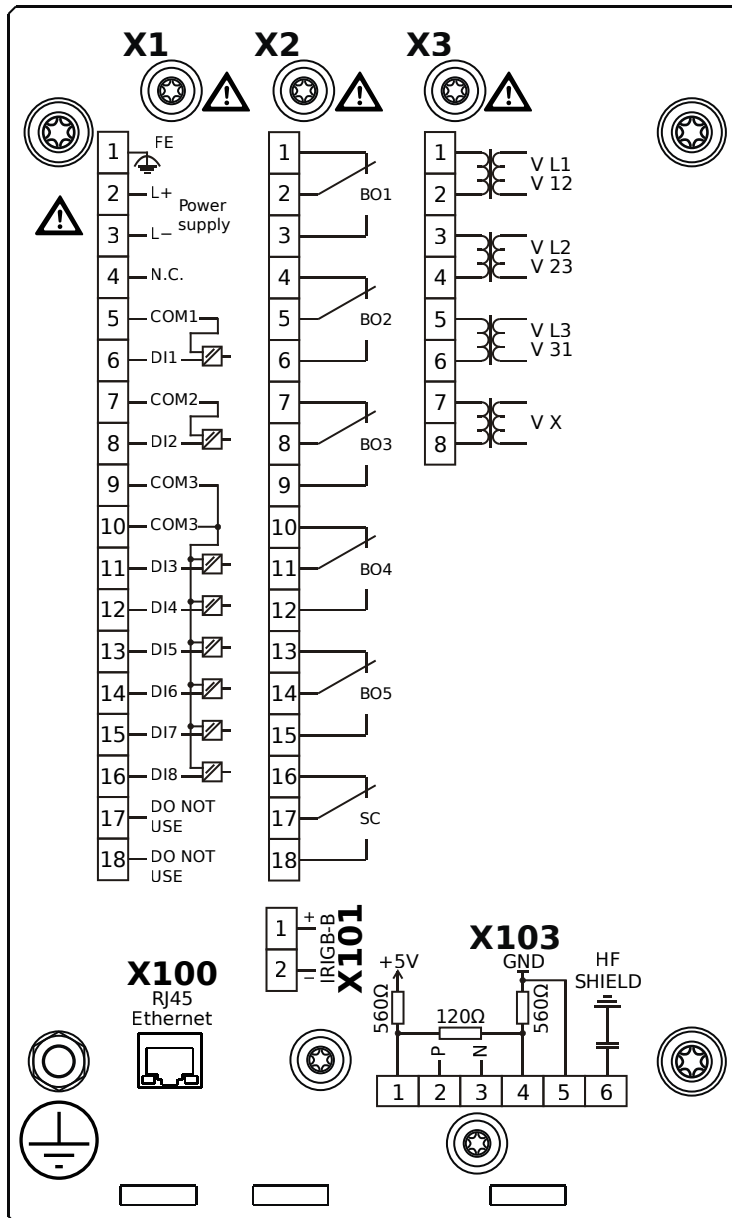 X1
X2
X3
1
FE
2
L+
Power
supply
3
L−
4
N.C.
5
COM1
6
DI1
7
COM2
8
DI2
9
COM3
10
COM3
11
DI3
12
DI4
13
DI5
14
DI6
15
DI7
16
DI8
17
DO NOT
USE
18
DO NOT
USE
1
2
BO1
3
4
5
BO2
6
7
8
BO3
9
10
11
BO4
12
13
14
BO5
15
16
17
SC
18
1
2
V L1
V 12
3
4
V L2
V 23
5
6
V L3
V 31
7
8
V X
1
+
2
−
IRIGB-B
X101
X100
RJ45
Ethernet
X103
+5V
GND
HF
SHIELD
560Ω
120Ω
560Ω
P
N
1 2 3 4 5 6